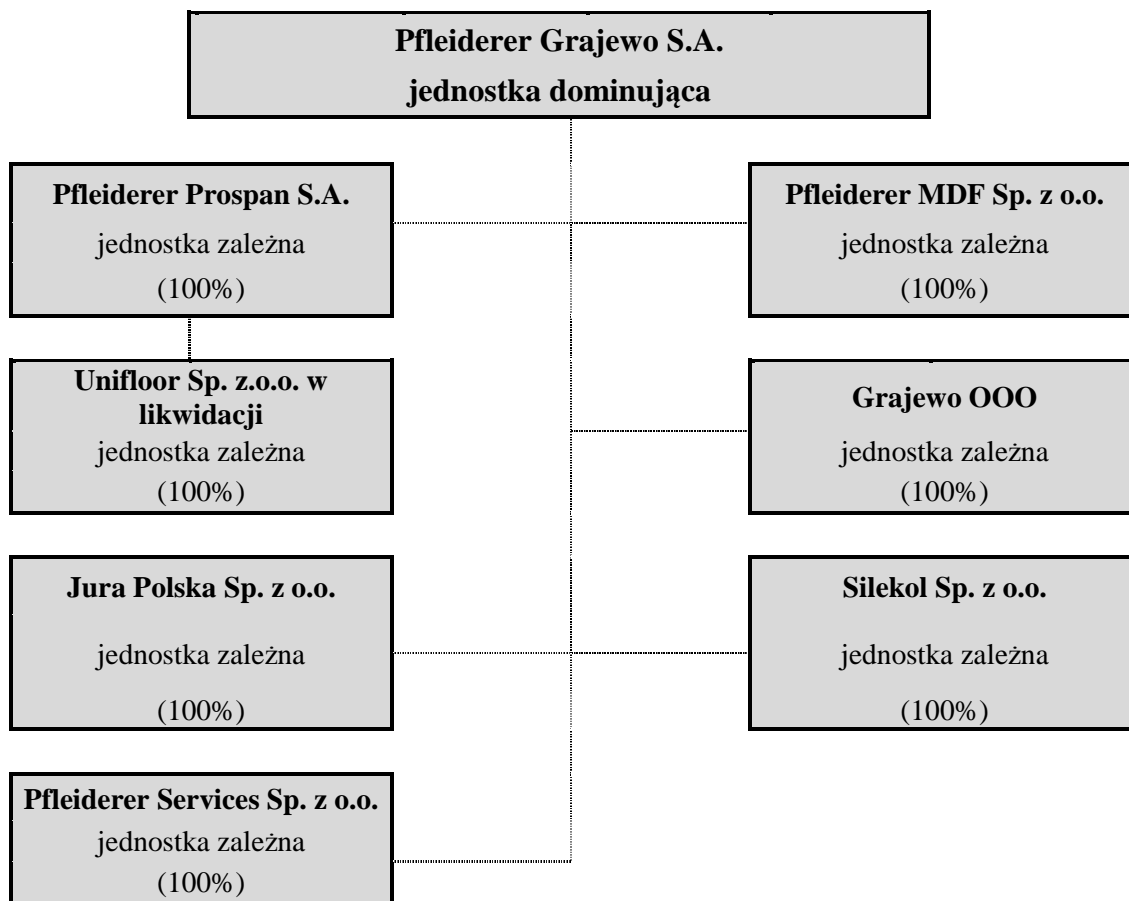 Pfleiderer Grajewo S.A.
jednostka dominująca
Pfleiderer Prospan S.A.
jednostka zależna
(100%)
Pfleiderer MDF Sp. z o.o.
jednostka zależna
(100%)
Unifloor Sp. z.o.o. w
likwidacji
jednostka zależna
(100%)
Grajewo OOO
jednostka zależna
(100%)
Jura Polska Sp. z o.o.
jednostka zależna
(100%)
Silekol Sp. z o.o.
jednostka zależna
(100%)
Pfleiderer Services Sp. z o.o.
jednostka zależna
(100%)